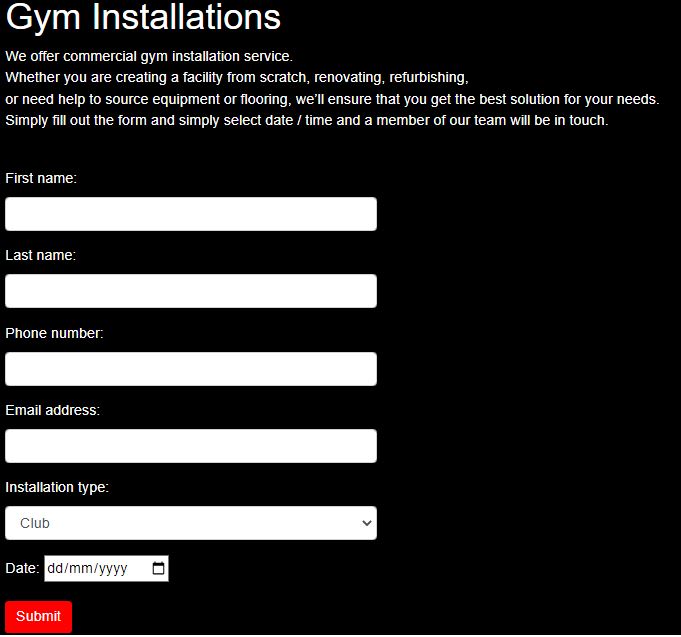 Gym Installations
We offer commercial gym installation service.
Whether you are creating a facility from scratch, renovating, refurbishing,
or need help to source equipment or flooring, we’ll ensure that you get the best solution for your needs.
Simply fill out the form and simply select date / time and a member of our team will be in touch.
First name:
Last name:
Phone number:
Email address:
Installation type:
Club
Date: dd/mm/yyyy
Submit